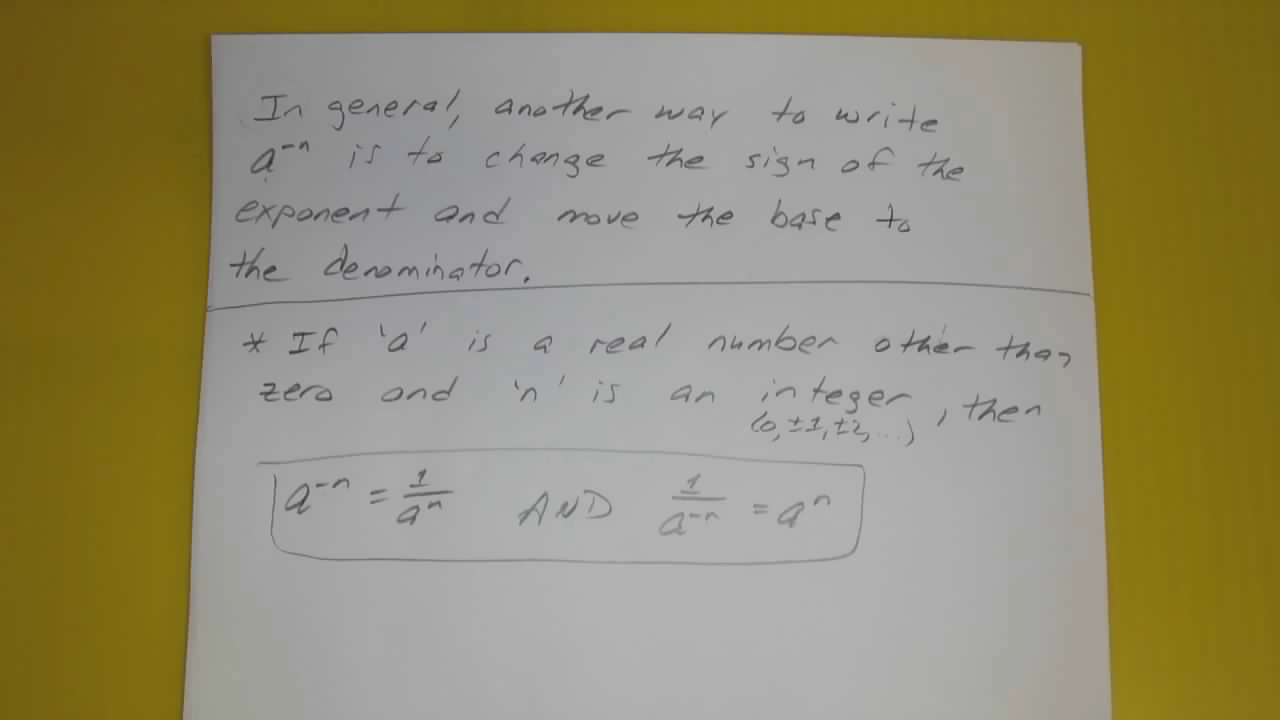 In general, another way to write
a⁻ⁿ is to change the sign of the
exponent and move the base to
the denominator.
* If 'a' is a real number other than
zero and 'n' is an integer, then
(0, ±1, ±2, ...)
a⁻ⁿ = 1/aⁿ AND 1/a⁻ⁿ = aⁿ